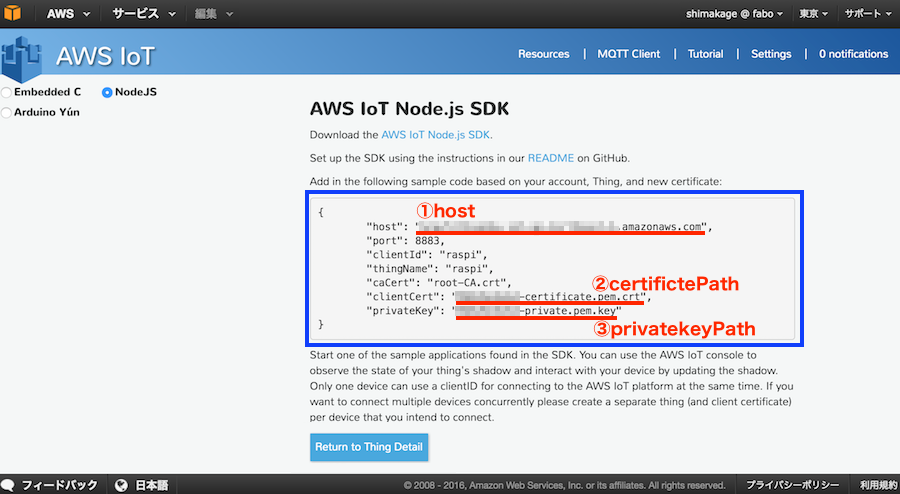 AWS サービス 編集 shimakage @ fabo 東京 サポート
AWS IoT Resources MQTT Client Tutorial Settings 0 notifications
Embedded C NodeJS
Arduino Yún
AWS IoT Node.js SDK
Download the AWS IoT Node.js SDK.
Set up the SDK using the instructions in our README on GitHub.
Add in the following sample code based on your account, Thing, and new certificate:
①host
{
"host": ".amazonaws.com",
"port": 8883,
"clientId": "raspi",
"thingName": "raspi",
"caCert": "root-CA.crt",
②certifictePath
"clientCert": "-certificate.pem.crt",
"privateKey": "-private.pem.key"
}
③privatekeyPath
Start one of the sample applications found in the SDK. You can use the AWS IoT console to
observe the state of your thing's shadow and interact with your device by updating the shadow.
Only one device can use a clientID for connecting to the AWS IoT platform at the same time. If you
want to connect multiple devices concurrently please create a separate thing (and client certificate)
per device that you intend to connect.
Return to Thing Detail
フィードバック 日本語 © 2008 - 2016, Amazon Web Services, Inc. or its affiliates. All rights reserved. プライバシーポリシー 利用規約